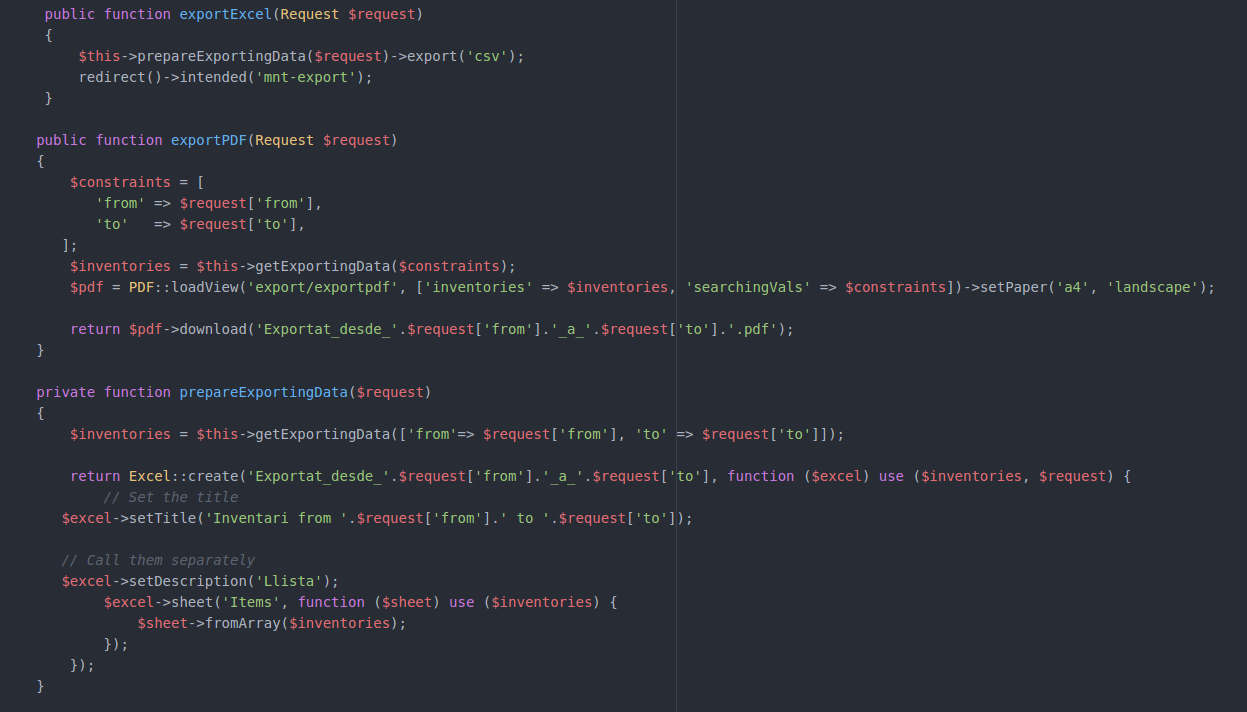 public function exportExcel(Request $request)
{
$this->prepareExportingData($request)->export('csv');
redirect()->intended('mnt-export');
}
public function exportPDF(Request $request)
{
$constraints = [
'from' => $request['from'],
'to'   => $request['to'],
];
$inventories = $this->getExportingData($constraints);
$pdf = PDF::loadView('export/exportpdf', ['inventories' => $inventories, 'searchingVals' => $constraints])->setPaper('a4', 'landscape');
return $pdf->download('Exportat_desde_'.$request['from'].'_a_'.$request['to'].'.pdf');
}
private function prepareExportingData($request)
{
$inventories = $this->getExportingData(['from'=> $request['from'], 'to' => $request['to']]);
return Excel::create('Exportat_desde_'.$request['from'].'_a_'.$request['to'], function ($excel) use ($inventories, $request) {
// Set the title
$excel->setTitle('Inventari from '.$request['from'].' to '.$request['to']);
// Call them separately
$excel->setDescription('Llista');
$excel->sheet('Items', function ($sheet) use ($inventories) {
$sheet->fromArray($inventories);
});
});
}